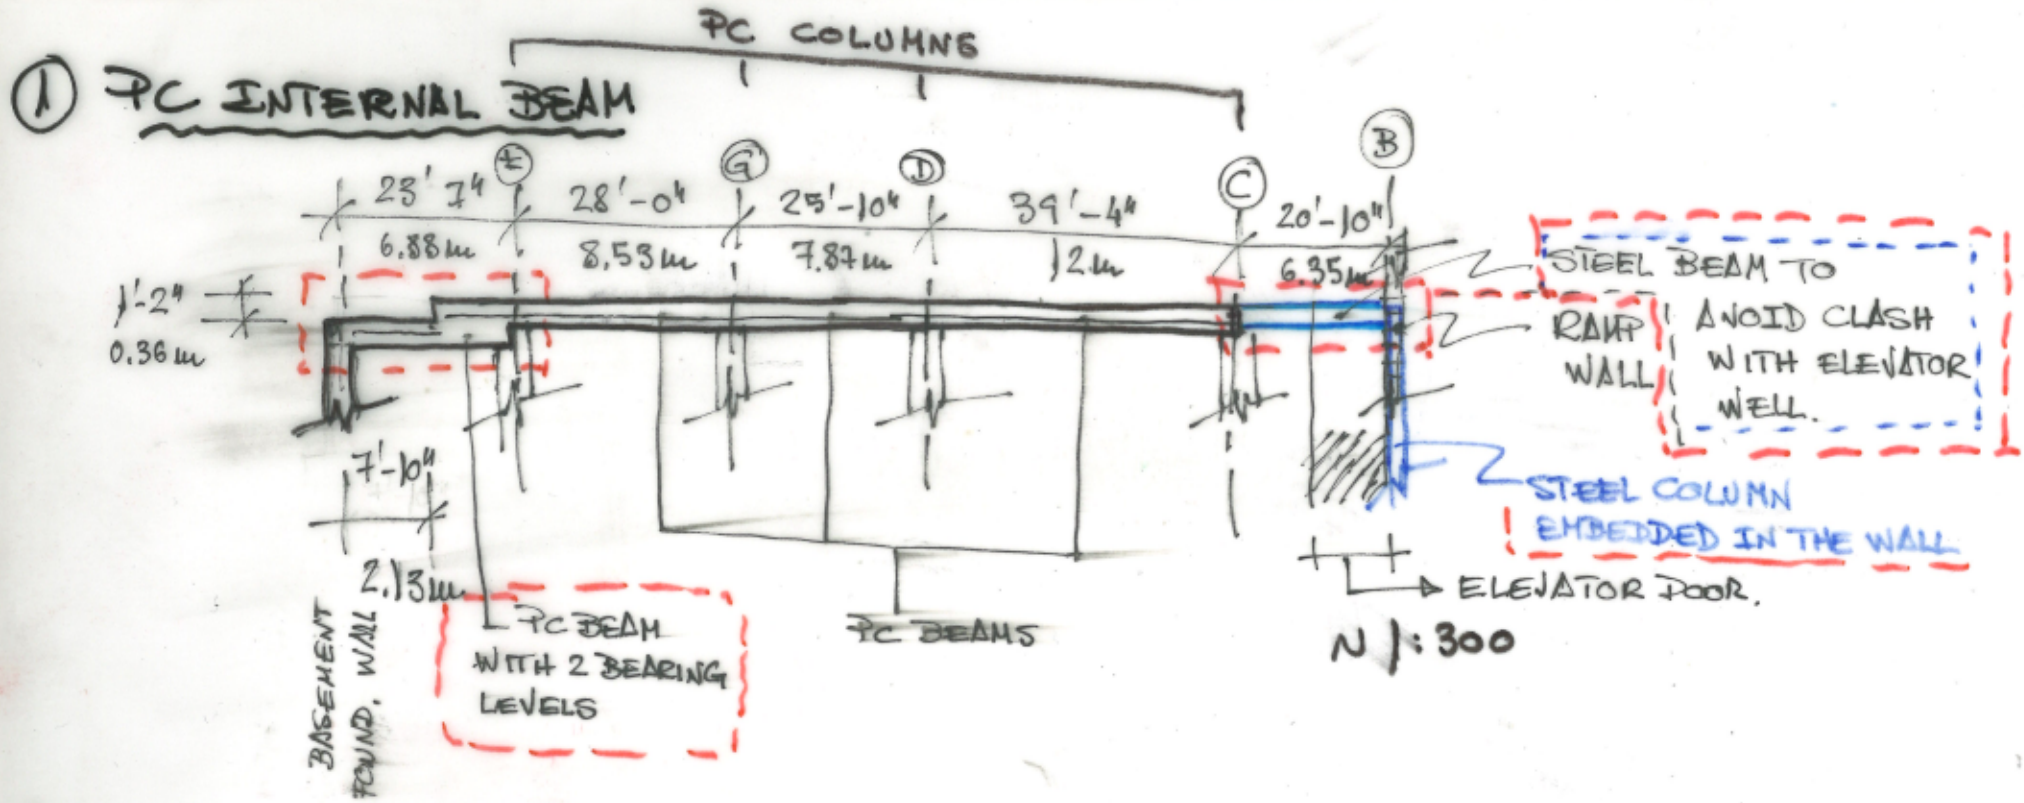 PC COLUMNS
① PC INTERNAL BEAM
G
D
C
B
23' 7"
28'-0"
25'-10"
39'-4"
20'-10"
6.88m
8.53m
7.87m
12m
6.35m
1'-2"
0.36m
STEEL BEAM TO
AVOID CLASH
WITH ELEVATOR
WELL.
RAMP
WALL
7'-10"
2.13m
STEEL COLUMN
EMBEDDED IN THE WALL
ELEVATOR DOOR.
BASEMENT
FOUND. WALL
PC BEAM
WITH 2 BEARING
LEVELS
PC BEAMS
N 1:300